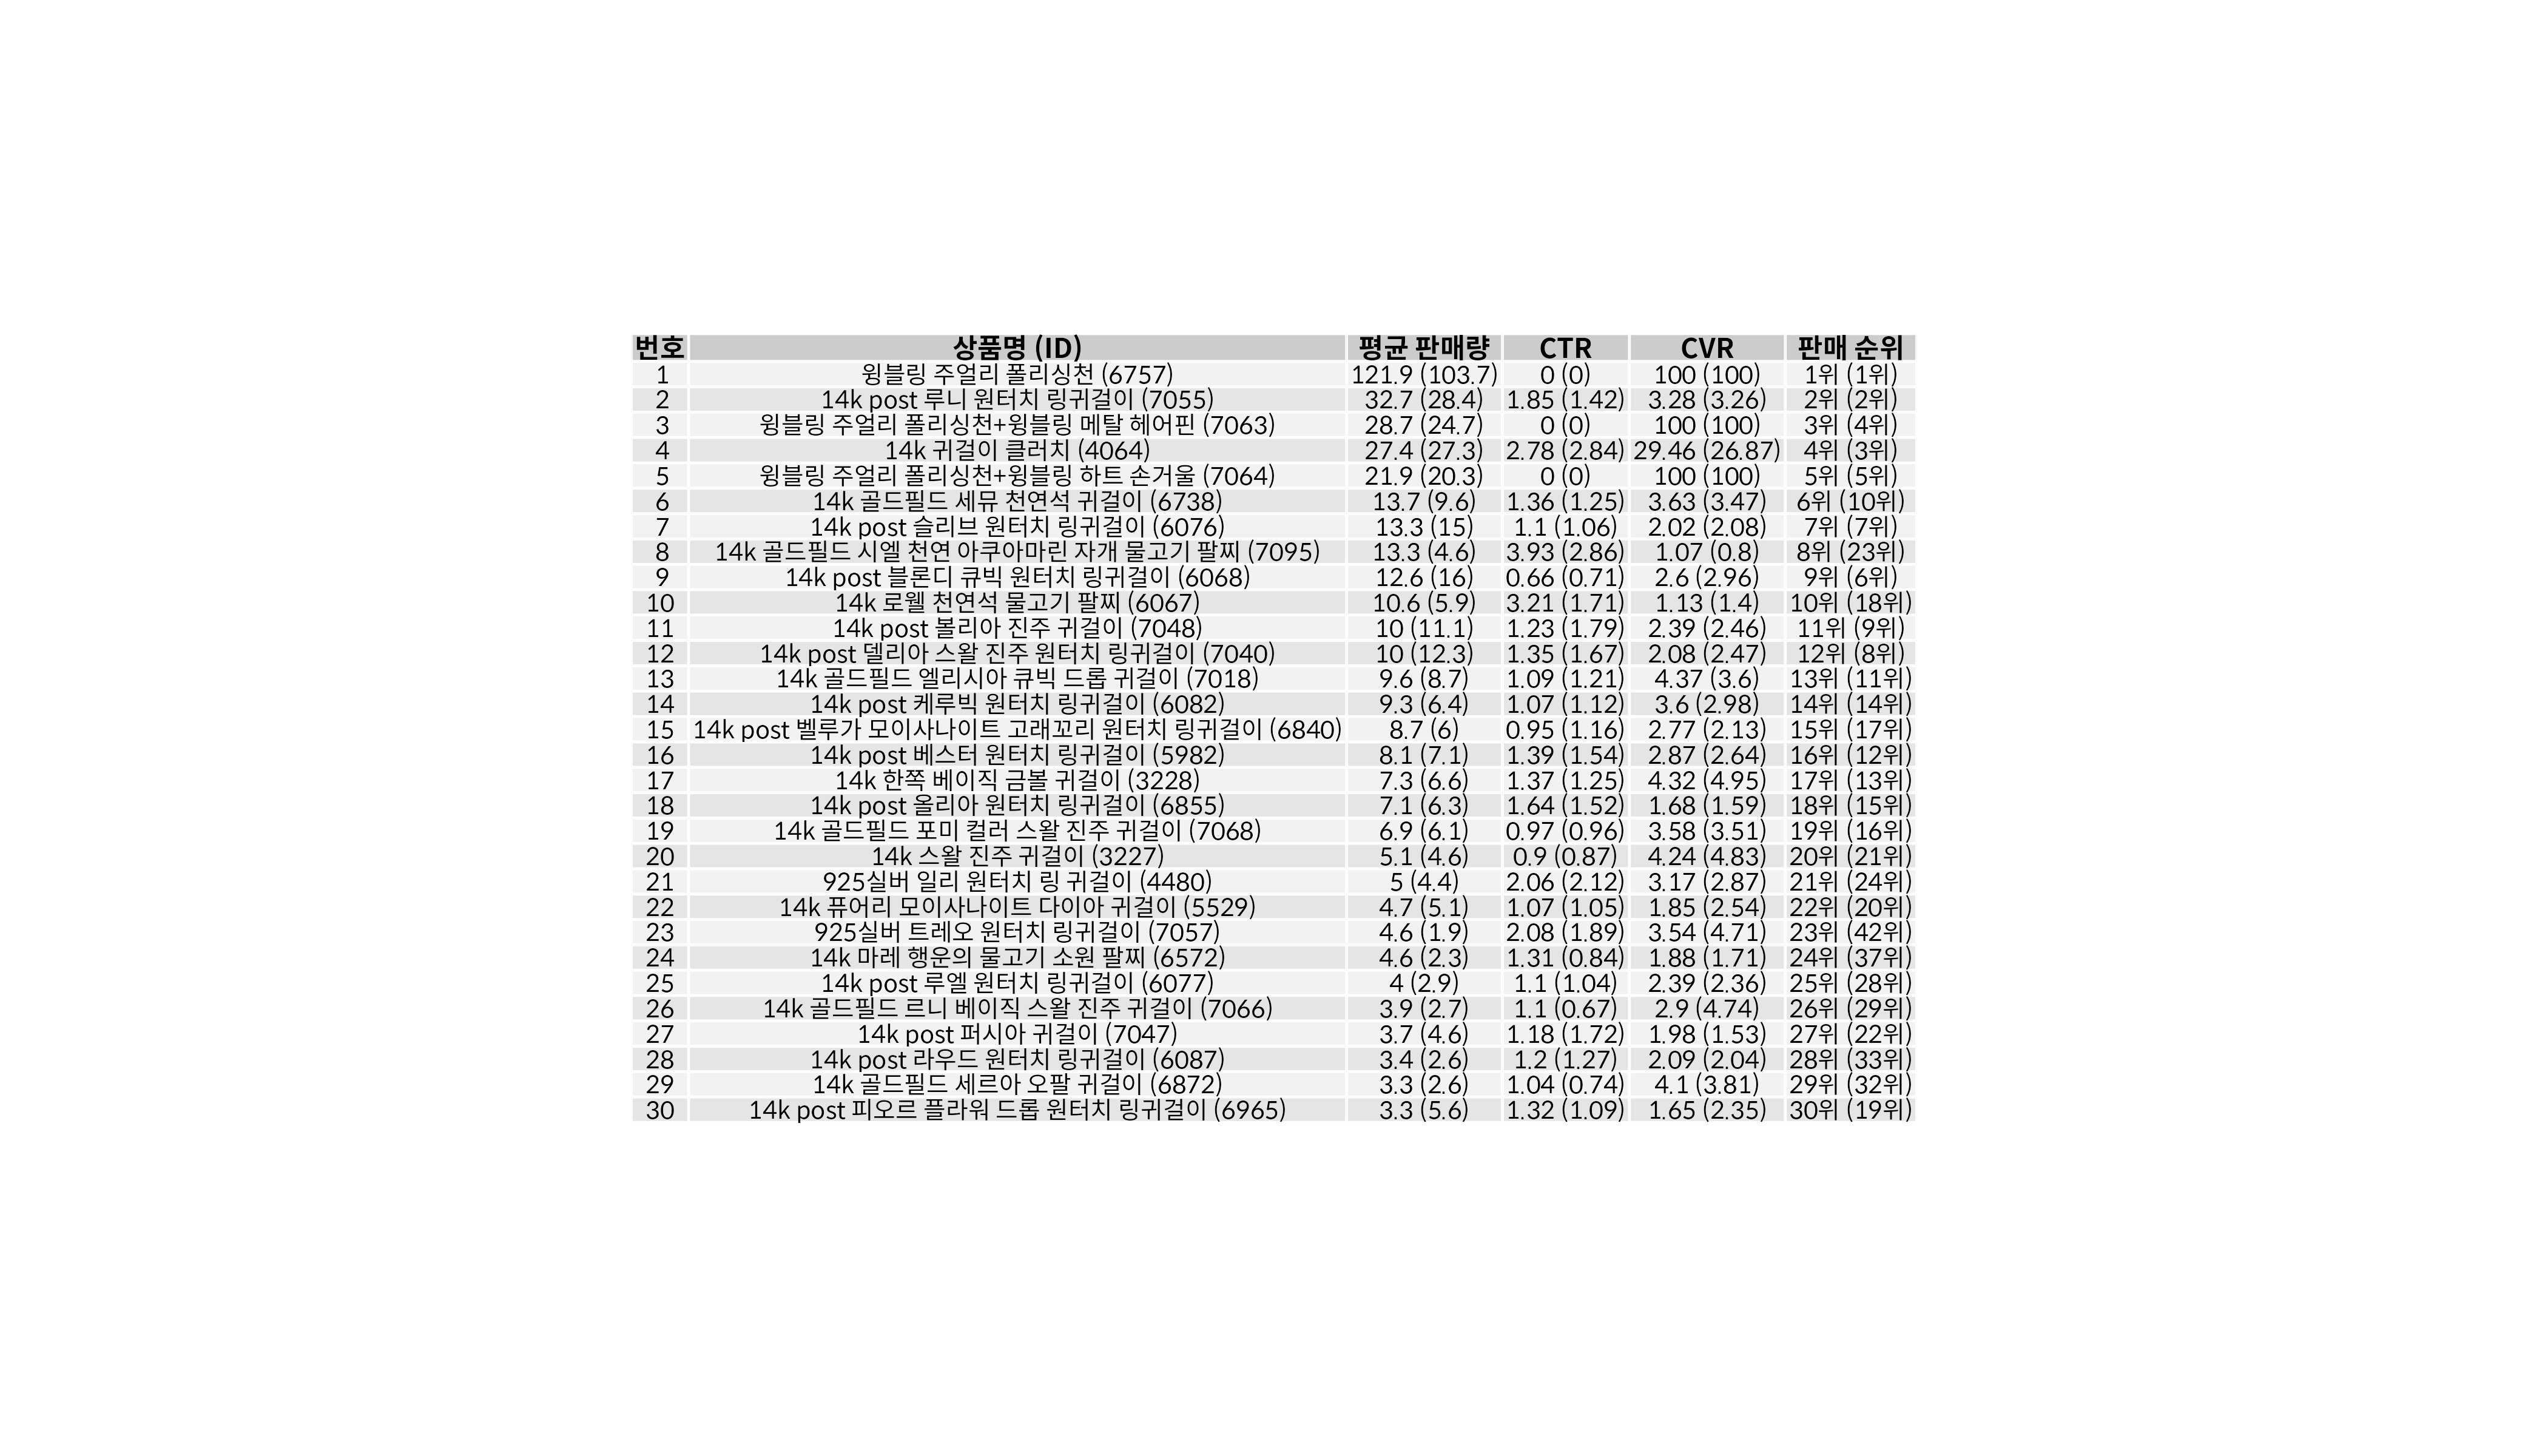 번호 상품명 (ID) 평균 판매량 CTR CVR 판매 순위
1 윙블링 주얼리 폴리싱천 (6757) 121.9 (103.7) 0 (0) 100 (100) 1위 (1위)
2 14k post 루니 원터치 링귀걸이 (7055) 32.7 (28.4) 1.85 (1.42) 3.28 (3.26) 2위 (2위)
3 윙블링 주얼리 폴리싱천+윙블링 메탈 헤어핀 (7063) 28.7 (24.7) 0 (0) 100 (100) 3위 (4위)
4 14k 귀걸이 클러치 (4064) 27.4 (27.3) 2.78 (2.84) 29.46 (26.87) 4위 (3위)
5 윙블링 주얼리 폴리싱천+윙블링 하트 손거울 (7064) 21.9 (20.3) 0 (0) 100 (100) 5위 (5위)
6 14k 골드필드 세뮤 천연석 귀걸이 (6738) 13.7 (9.6) 1.36 (1.25) 3.63 (3.47) 6위 (10위)
7 14k post 슬리브 원터치 링귀걸이 (6076) 13.3 (15) 1.1 (1.06) 2.02 (2.08) 7위 (7위)
8 14k 골드필드 시엘 천연 아쿠아마린 자개 물고기 팔찌 (7095) 13.3 (4.6) 3.93 (2.86) 1.07 (0.8) 8위 (23위)
9 14k post 블론디 큐빅 원터치 링귀걸이 (6068) 12.6 (16) 0.66 (0.71) 2.6 (2.96) 9위 (6위)
10 14k 로웰 천연석 물고기 팔찌 (6067) 10.6 (5.9) 3.21 (1.71) 1.13 (1.4) 10위 (18위)
11 14k post 볼리아 진주 귀걸이 (7048) 10 (11.1) 1.23 (1.79) 2.39 (2.46) 11위 (9위)
12 14k post 델리아 스왈 진주 원터치 링귀걸이 (7040) 10 (12.3) 1.35 (1.67) 2.08 (2.47) 12위 (8위)
13 14k 골드필드 엘리시아 큐빅 드롭 귀걸이 (7018) 9.6 (8.7) 1.09 (1.21) 4.37 (3.6) 13위 (11위)
14 14k post 케루빅 원터치 링귀걸이 (6082) 9.3 (6.4) 1.07 (1.12) 3.6 (2.98) 14위 (14위)
15 14k post 벨루가 모이사나이트 고래꼬리 원터치 링귀걸이 (6840) 8.7 (6) 0.95 (1.16) 2.77 (2.13) 15위 (17위)
16 14k post 베스터 원터치 링귀걸이 (5982) 8.1 (7.1) 1.39 (1.54) 2.87 (2.64) 16위 (12위)
17 14k 한쪽 베이직 금볼 귀걸이 (3228) 7.3 (6.6) 1.37 (1.25) 4.32 (4.95) 17위 (13위)
18 14k post 올리아 원터치 링귀걸이 (6855) 7.1 (6.3) 1.64 (1.52) 1.68 (1.59) 18위 (15위)
19 14k 골드필드 포미 컬러 스왈 진주 귀걸이 (7068) 6.9 (6.1) 0.97 (0.96) 3.58 (3.51) 19위 (16위)
20 14k 스왈 진주 귀걸이 (3227) 5.1 (4.6) 0.9 (0.87) 4.24 (4.83) 20위 (21위)
21 925실버 일리 원터치 링 귀걸이 (4480) 5 (4.4) 2.06 (2.12) 3.17 (2.87) 21위 (24위)
22 14k 퓨어리 모이사나이트 다이아 귀걸이 (5529) 4.7 (5.1) 1.07 (1.05) 1.85 (2.54) 22위 (20위)
23 925실버 트레오 원터치 링귀걸이 (7057) 4.6 (1.9) 2.08 (1.89) 3.54 (4.71) 23위 (42위)
24 14k 마레 행운의 물고기 소원 팔찌 (6572) 4.6 (2.3) 1.31 (0.84) 1.88 (1.71) 24위 (37위)
25 14k post 루엘 원터치 링귀걸이 (6077) 4 (2.9) 1.1 (1.04) 2.39 (2.36) 25위 (28위)
26 14k 골드필드 르니 베이직 스왈 진주 귀걸이 (7066) 3.9 (2.7) 1.1 (0.67) 2.9 (4.74) 26위 (29위)
27 14k post 퍼시아 귀걸이 (7047) 3.7 (4.6) 1.18 (1.72) 1.98 (1.53) 27위 (22위)
28 14k post 라우드 원터치 링귀걸이 (6087) 3.4 (2.6) 1.2 (1.27) 2.09 (2.04) 28위 (33위)
29 14k 골드필드 세르아 오팔 귀걸이 (6872) 3.3 (2.6) 1.04 (0.74) 4.1 (3.81) 29위 (32위)
30 14k post 피오르 플라워 드롭 원터치 링귀걸이 (6965) 3.3 (5.6) 1.32 (1.09) 1.65 (2.35) 30위 (19위)